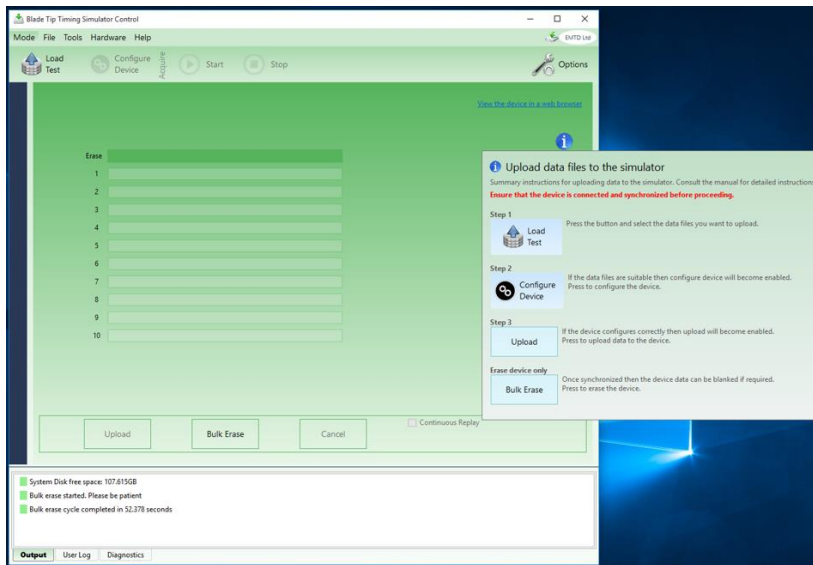 Blade Tip Timing Simulator Control
Mode File Tools Hardware Help
EMTD Ltd
Load
Test
Configure
Device
Acquire
Start
Stop
Options
View the device in a web browser
Erase
1
2
3
4
5
6
7
8
9
10
Upload
Bulk Erase
Cancel
Continuous Replay
Upload data files to the simulator
Summary instructions for uploading data to the simulator. Consult the manual for detailed instructions
Ensure that the device is connected and synchronized before proceeding.
Step 1
Load
Test
Press the button and select the data files you want to upload.
Step 2
Configure
Device
If the data files are suitable then configure device will become enabled.
Press to configure the device.
Step 3
Upload
If the device configures correctly then upload will become enabled.
Press to upload data to the device.
Erase device only
Bulk Erase
Once synchronized then the device data can be blanked if required.
Press to erase the device.
System Disk free space: 107.615GB
Bulk erase started. Please be patient
Bulk erase cycle completed in 52.378 seconds
Output User Log Diagnostics